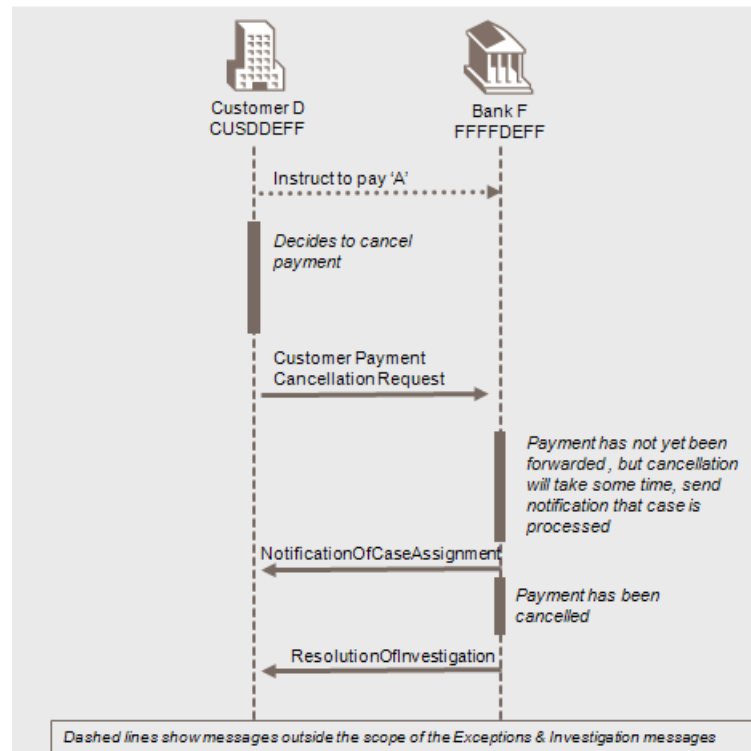 Customer D
CUSDDEFF
Bank F
FFFFDEFF
Instruct to pay ‘A’
Decides to cancel
payment
Customer Payment
Cancellation Request
Payment has not yet been
forwarded , but cancellation
will take some time, send
notification that case is
processed
NotificationOfCaseAssignment
Payment has been
cancelled
ResolutionOfInvestigation
Dashed lines show messages outside the scope of the Exceptions & Investigation messages